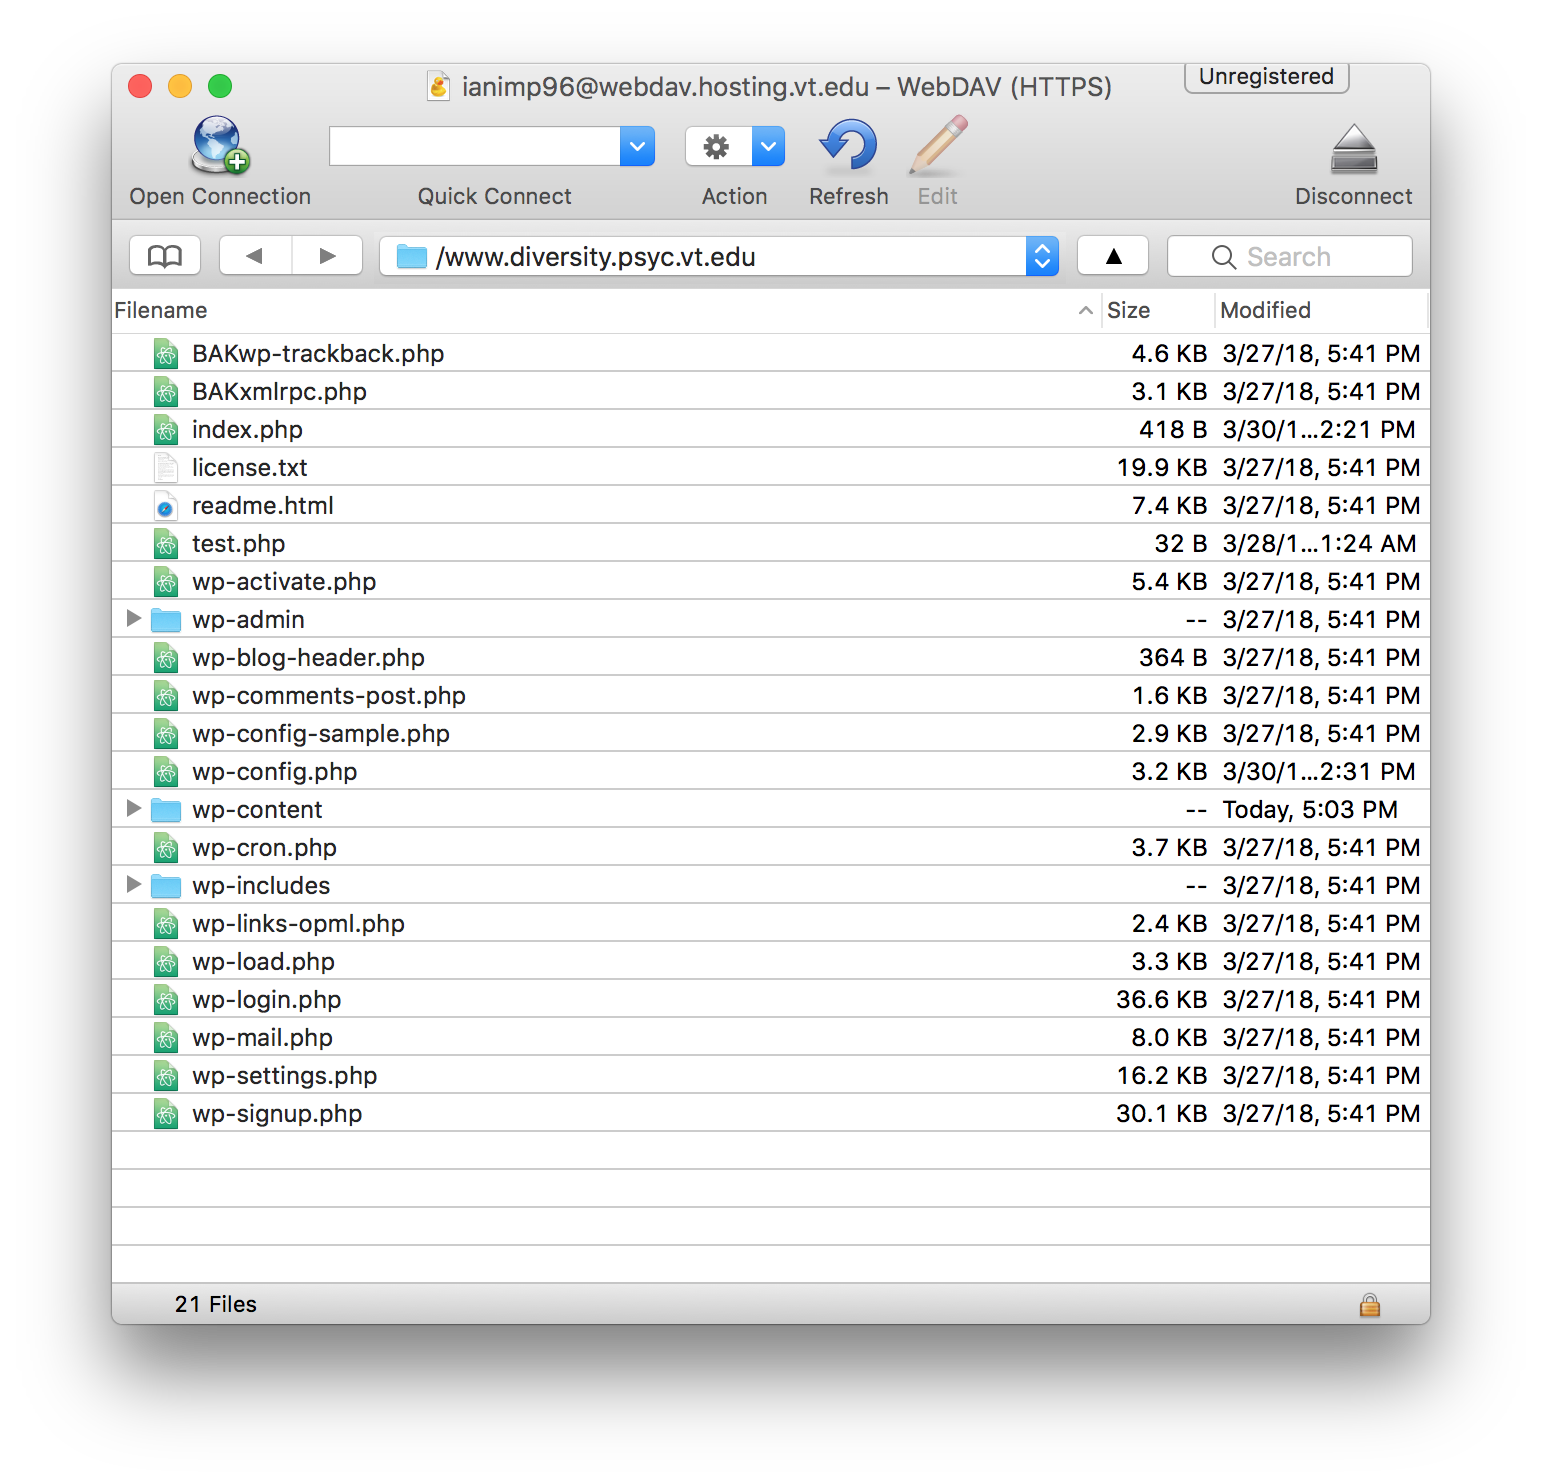 ianimp96@webdav.hosting.vt.edu – WebDAV (HTTPS)
Unregistered
Open Connection
Quick Connect
Action
Refresh
Edit
Disconnect
/www.diversity.psyc.vt.edu
Search
Filename Size Modified
BAKwp-trackback.php 4.6 KB 3/27/18, 5:41 PM
BAKxmlrpc.php 3.1 KB 3/27/18, 5:41 PM
index.php 418 B 3/30/1...2:21 PM
license.txt 19.9 KB 3/27/18, 5:41 PM
readme.html 7.4 KB 3/27/18, 5:41 PM
test.php 32 B 3/28/1...1:24 AM
wp-activate.php 5.4 KB 3/27/18, 5:41 PM
wp-admin -- 3/27/18, 5:41 PM
wp-blog-header.php 364 B 3/27/18, 5:41 PM
wp-comments-post.php 1.6 KB 3/27/18, 5:41 PM
wp-config-sample.php 2.9 KB 3/27/18, 5:41 PM
wp-config.php 3.2 KB 3/30/1...2:31 PM
wp-content -- Today, 5:03 PM
wp-cron.php 3.7 KB 3/27/18, 5:41 PM
wp-includes -- 3/27/18, 5:41 PM
wp-links-opml.php 2.4 KB 3/27/18, 5:41 PM
wp-load.php 3.3 KB 3/27/18, 5:41 PM
wp-login.php 36.6 KB 3/27/18, 5:41 PM
wp-mail.php 8.0 KB 3/27/18, 5:41 PM
wp-settings.php 16.2 KB 3/27/18, 5:41 PM
wp-signup.php 30.1 KB 3/27/18, 5:41 PM
21 Files